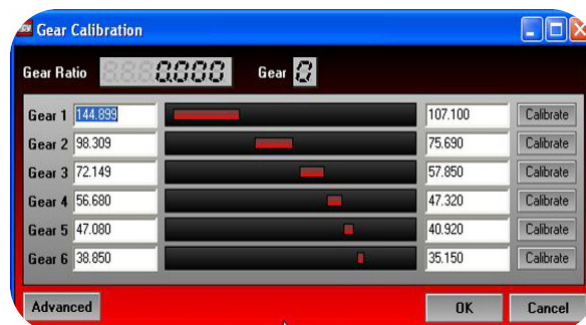 Gear Calibration
Gear Ratio 0.000 Gear 0
Gear 1 144.899 107.100 Calibrate
Gear 2 98.309 75.690 Calibrate
Gear 3 72.149 57.850 Calibrate
Gear 4 56.680 47.320 Calibrate
Gear 5 47.080 40.920 Calibrate
Gear 6 38.850 35.150 Calibrate
Advanced OK Cancel